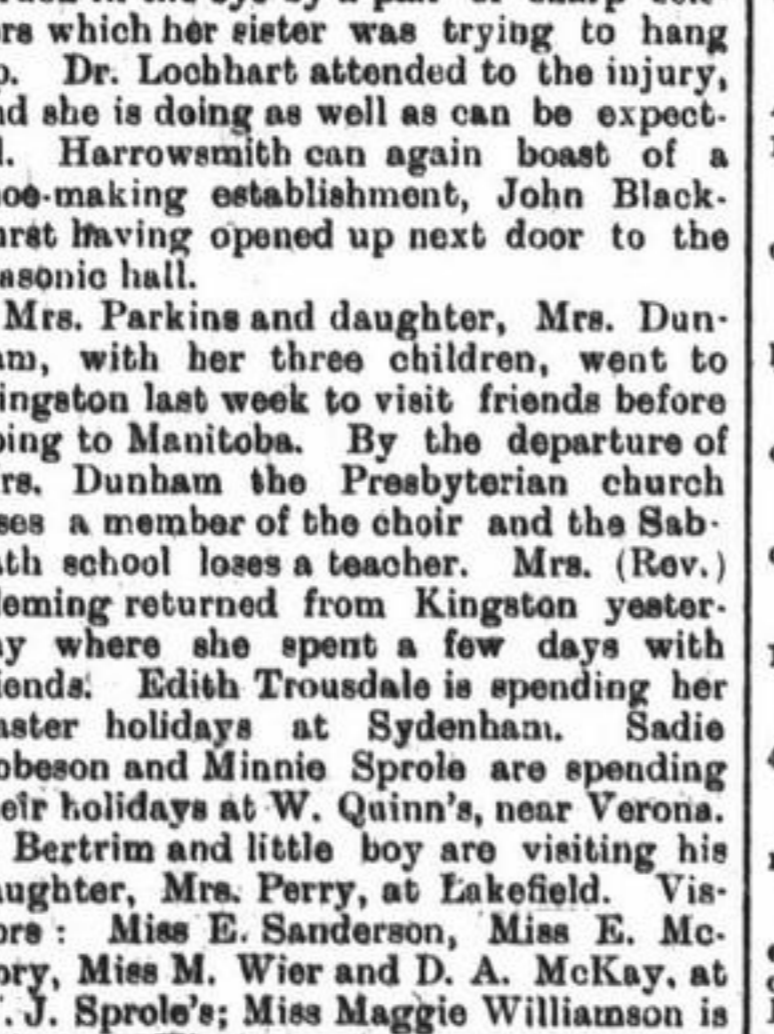 rs which her sister was trying to hang
p. Dr. Lochhart attended to the injury,
nd she is doing as well as can be expect-
l. Harrowsmith can again boast of a
oe-making establishment, John Black-
urst having opened up next door to the
asonic hall.
Mrs. Parkins and daughter, Mrs. Dun-
am, with her three children, went to
ingston last week to visit friends before
oing to Manitoba. By the departure of
rs. Dunham the Presbyterian church
ses a member of the choir and the Sab-
th school loses a teacher. Mrs. (Rev.)
leming returned from Kingston yester-
y where she spent a few days with
iends. Edith Trousdale is spending her
aster holidays at Sydenham. Sadie
obeson and Minnie Sprole are spending
eir holidays at W. Quinn's, near Verona.
Bertrim and little boy are visiting his
aughter, Mrs. Perry, at Lakefield. Vis-
ors: Miss E. Sanderson, Miss E. Mc-
ory, Miss M. Wier and D. A. McKay, at
. J. Sprole's; Miss Maggie Williamson is